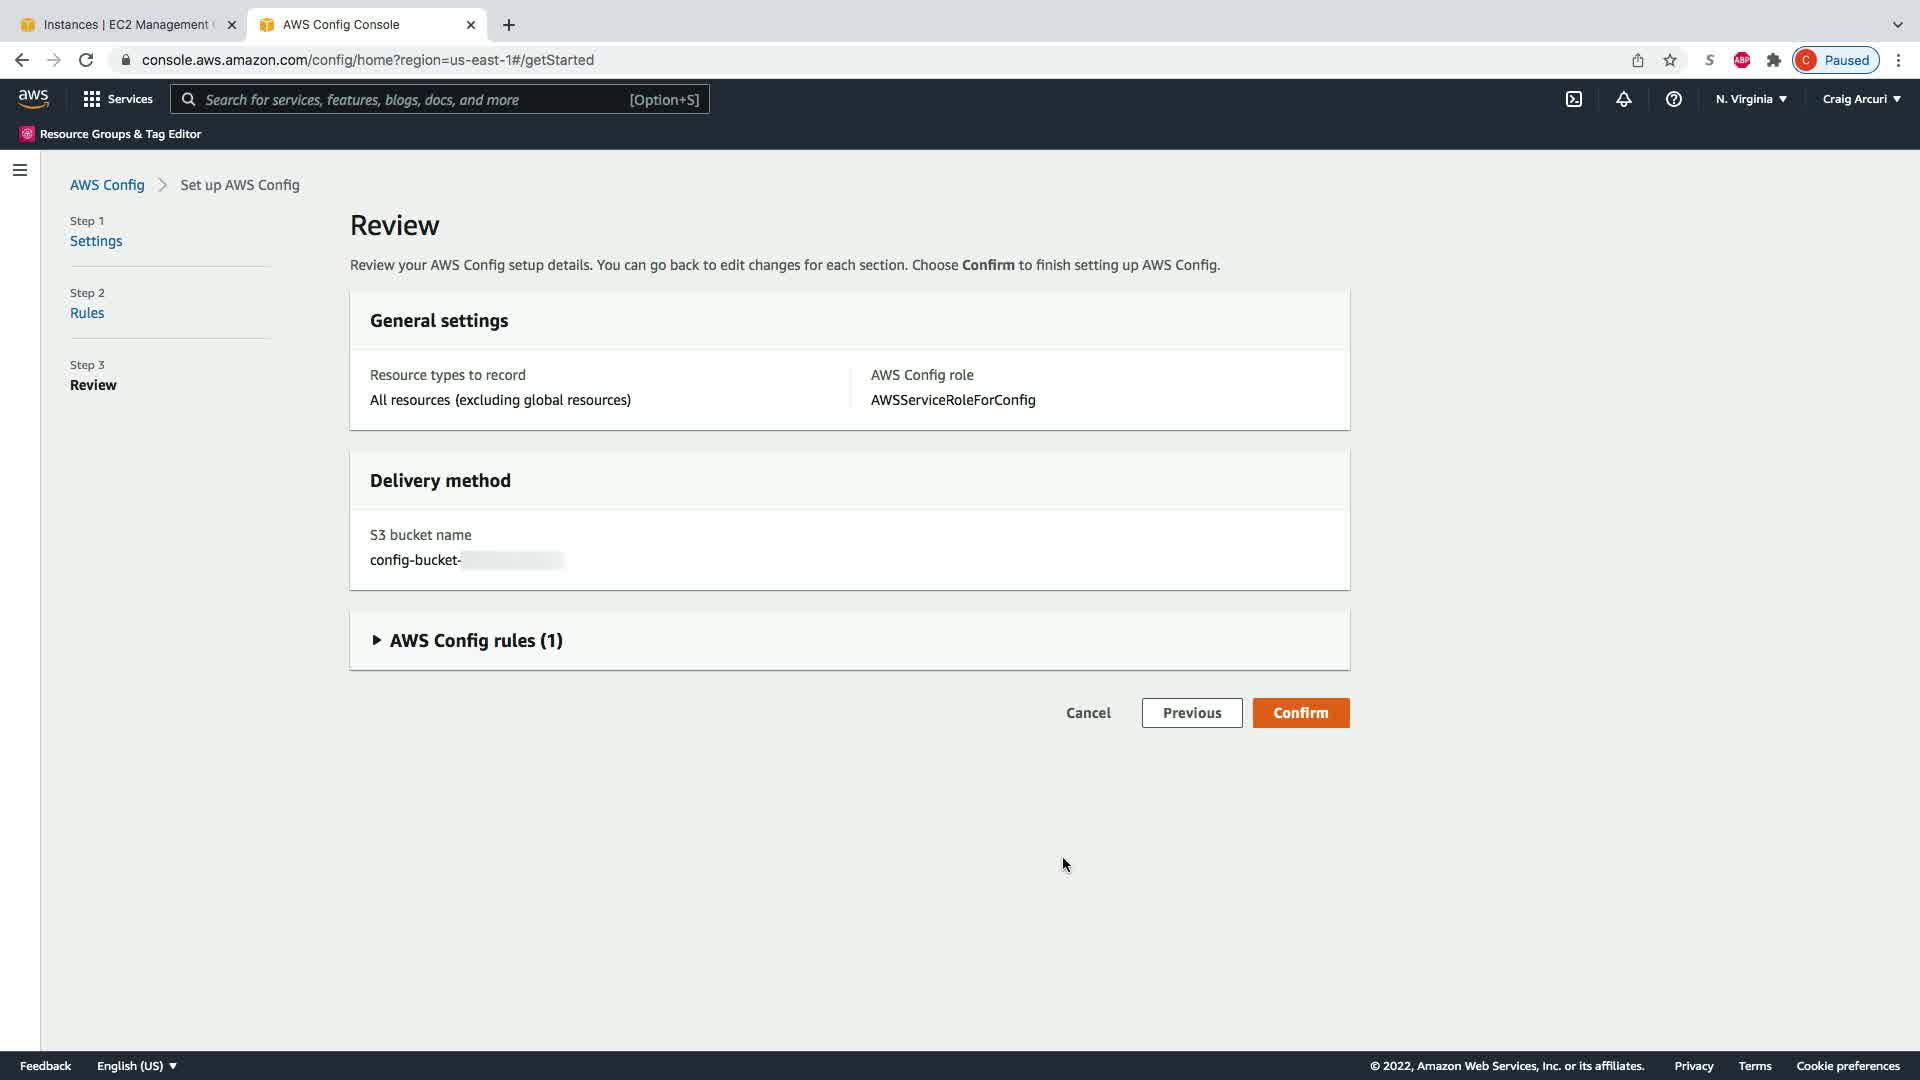 Instances | EC2 Management
AWS Config Console
console.aws.amazon.com/config/home?region=us-east-1#/getStarted
S
ABP
C
Paused
aws
Services
Search for services, features, blogs, docs, and more
[Option+S]
N. Virginia
Craig Arcuri
Resource Groups & Tag Editor
AWS Config
Set up AWS Config
Step 1
Settings
Step 2
Rules
Step 3
Review
Review
Review your AWS Config setup details. You can go back to edit changes for each section. Choose Confirm to finish setting up AWS Config.
General settings
Resource types to record
All resources (excluding global resources)
AWS Config role
AWSServiceRoleForConfig
Delivery method
S3 bucket name
config-bucket-
AWS Config rules (1)
Cancel
Previous
Confirm
Feedback
English (US)
© 2022, Amazon Web Services, Inc. or its affiliates.
Privacy
Terms
Cookie preferences